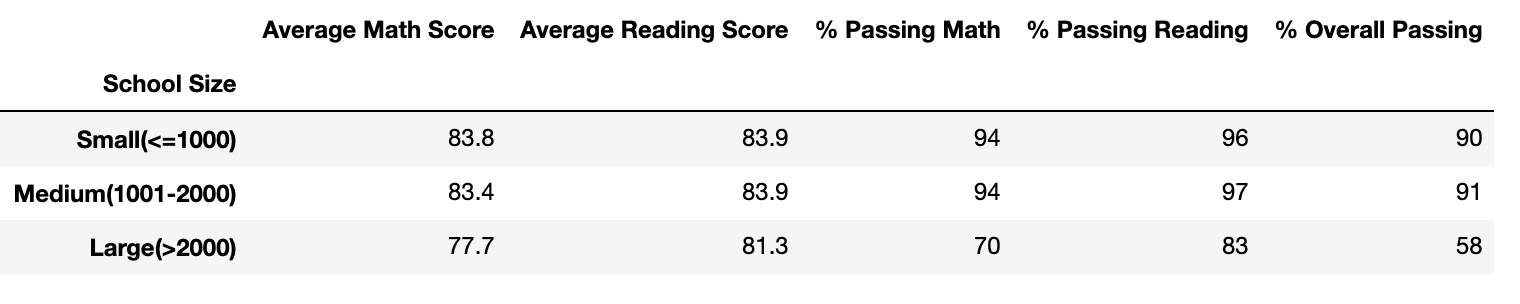 Average Math Score Average Reading Score % Passing Math % Passing Reading % Overall Passing
School Size
Small(<=1000) 83.8 83.9 94 96 90
Medium(1001-2000) 83.4 83.9 94 97 91
Large(>2000) 77.7 81.3 70 83 58